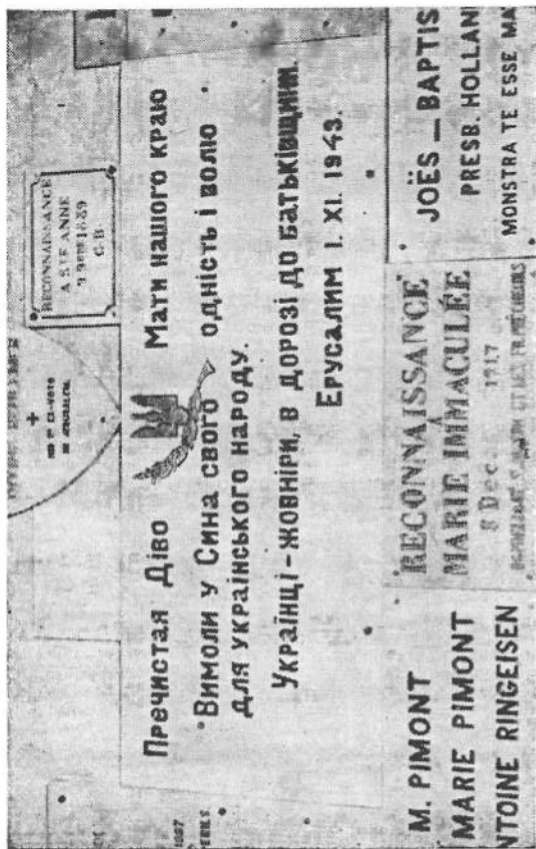 RECONNAISSANCE
A STE ANNE
G. B.
Пречистая Діво Мати нашого краю
"Вимоли у Сина свого одність і волю
для українського народу.
Українці-жовніри, в дорозі до Батьківщини.
Єрусалим I. XI. 1943.
M. PIMONT
MARIE PIMONT
NTOINE RINGEISEN
RECONNAISSANCE
MARIE IMMACULÉE
8 Dec. 1917
JOËS — BAPTIS
PRESB. HOLLAN
MONSTRA TE ESSE MA
1887